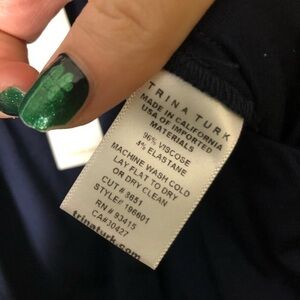 TRINA TURK
MADE IN CALIFORNIA
USA OF IMPORTED
MATERIALS
96% VISCOSE
4% ELASTANE
MACHINE WASH COLD
LAY FLAT TO DRY
OR DRY CLEAN
CUT # 3651
STYLE# 196601
RN # 93415
CA#30427
trinaturk.com